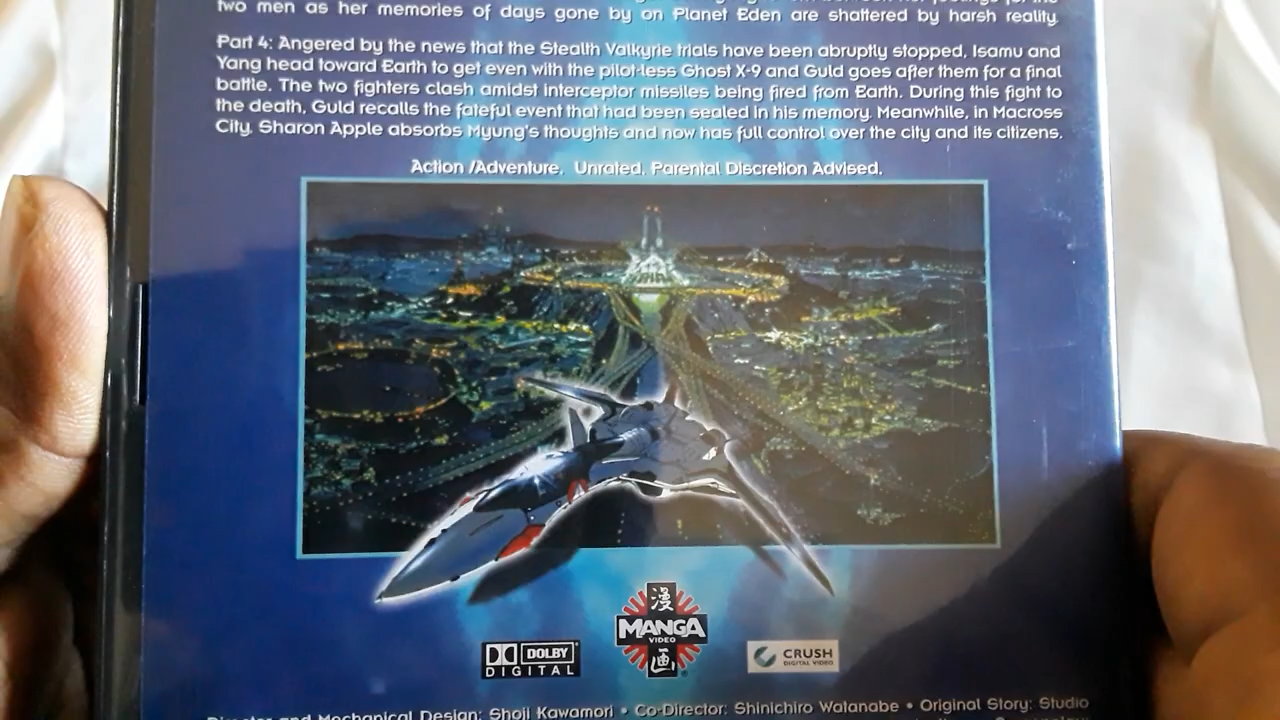 two men as her memories of days gone by on Planet Eden are shattered by harsh reality.
Part 4: Angered by the news that the Stealth Valkyrie trials have been abruptly stopped, Isamu and
Yang head toward Earth to get even with the pilot-less Ghost X-9 and Guld goes after them for a final
battle. The two fighters clash amidst interceptor missiles being fired from Earth. During this fight to
the death, Guld recalls the fateful event that had been sealed in his memory. Meanwhile, in Macross
City, Sharon Apple absorbs Myung's thoughts and now has full control over the city and its citizens.
Action /Adventure. Unrated. Parental Discretion Advised.
漫
MANGA
VIDEO
画
DOLBY
DIGITAL
CRUSH
DIGITAL VIDEO
Director and Mechanical Design: Shoji Kawamori • Co-Director: Shinichiro Watanabe • Original Story: Studio